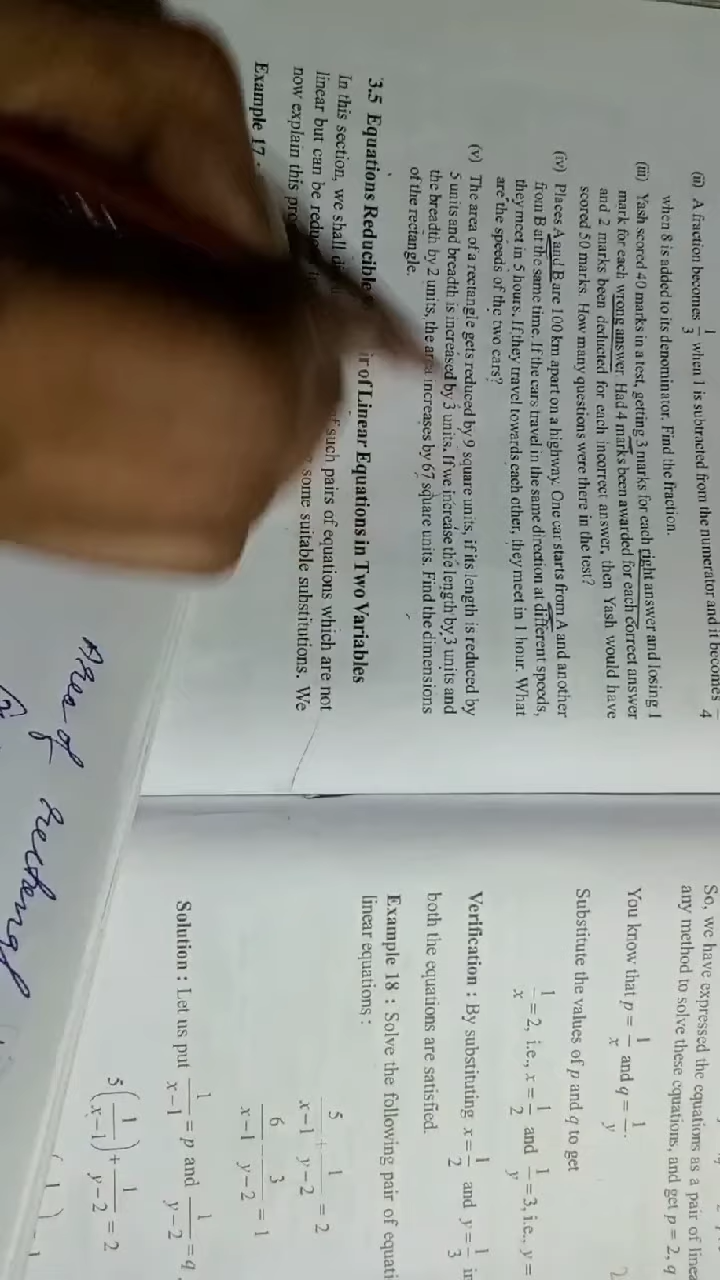 (ii) A fraction becomes 1/3 when 1 is subtracted from the numerator and it becomes 1/4
when 8 is added to its denominator. Find the fraction.
(iii) Yash scored 40 marks in a test, getting 3 marks for each right answer and losing 1
mark for each wrong answer. Had 4 marks been awarded for each correct answer
and 2 marks been deducted for each incorrect answer, then Yash would have
scored 50 marks. How many questions were there in the test?
(iv) Places A and B are 100 km apart on a highway. One car starts from A and another
from B at the same time. If the cars travel in the same direction at different speeds,
they meet in 5 hours. If they travel towards each other, they meet in 1 hour. What
are the speeds of the two cars?
(v) The area of a rectangle gets reduced by 9 square units, if its length is reduced by
5 units and breadth is increased by 3 units. If we increase the length by 3 units and
the breadth by 2 units, the area increases by 67 square units. Find the dimensions
of the rectangle.
3.5 Equations Reducible ir of Linear Equations in Two Variables
In this section, we shall of such pairs of equations which are not
linear but can be some suitable substitutions. We
now explain this
Example 17
Area of rectangl
So, we have expressed the equations as a pair of linea
any method to solve these equations, and get p = 2, q
You know that p = 1/x and q = 1/y.
Substitute the values of p and q to get
1/x = 2, i.e., x = 1/2 and 1/y = 3, i.e., y =
Verification : By substituting x = 1/2 and y = 1/3 in
both the equations are satisfied.
Example 18 : Solve the following pair of equati
linear equations :
5/(x−1) + 1/(y−2) = 2
6/(x−1) − 3/(y−2) = 1
Solution : Let us put 1/(x−1) = p and 1/(y−2) = q
5(1/(x−1)) + 1/(y−2) = 2